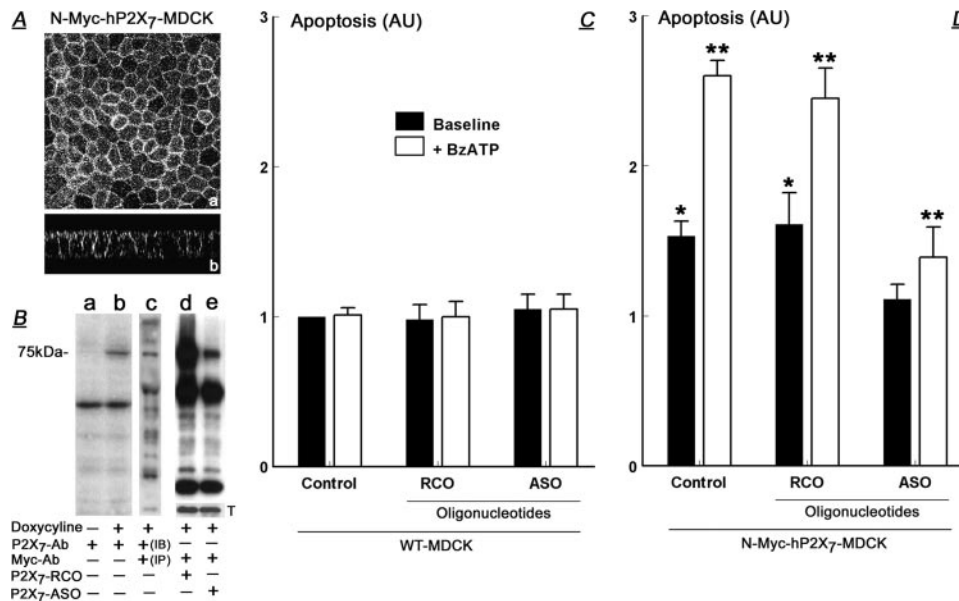 A
N-Myc-hP2X7-MDCK
a
b
B
a b c d e
75kDa-
T
Doxycyline – + + + +
P2X7-Ab + + +(IB) – –
Myc-Ab – – +(IP) + +
P2X7-RCO – – – + –
P2X7-ASO – – – – +
Apoptosis (AU)
C
3
2
1
0
Baseline
+ BzATP
Control RCO ASO
Oligonucleotides
WT-MDCK
Apoptosis (AU)
D
3
2
1
0
* ** * ** **
Control RCO ASO
Oligonucleotides
N-Myc-hP2X7-MDCK